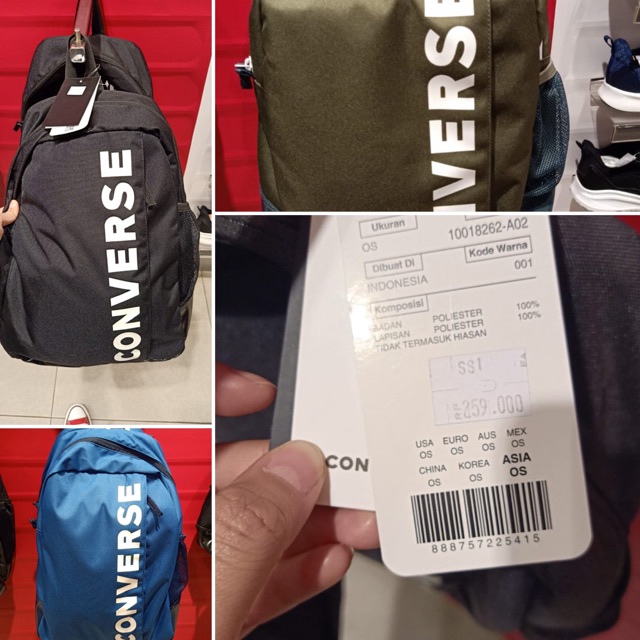 CONVERSE
VERSE
CONVERSE
CON
Ukuran
OS
10018262-A02
Dibuat Di
INDONESIA
Kode Warna
001
Komposisi
BADAN POLIESTER 100%
LAPISAN POLIESTER 100%
TIDAK TERMASUK HIASAN
SS1
259.000
USA EURO AUS MEX
OS OS OS OS
CHINA KOREA ASIA
OS OS OS
888757225415